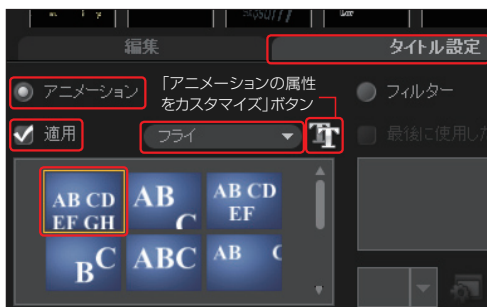 編集
タイトル設定
アニメーション
「アニメーションの属性
をカスタマイズ」ボタン
フィルター
適用
フライ
TT
最後に使用した
AB CD
EF GH
AB
C
AB CD
EF
BC
ABC
AB